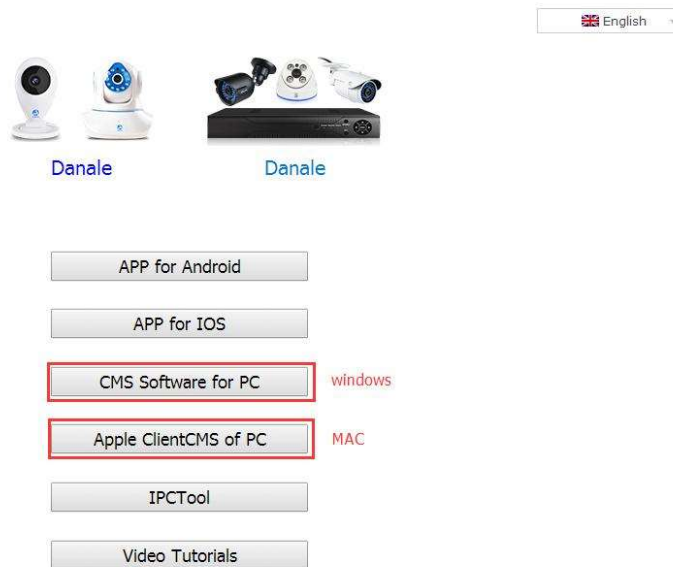 English
Danale
Danale
APP for Android
APP for IOS
CMS Software for PC
windows
Apple ClientCMS of PC
MAC
IPCTool
Video Tutorials